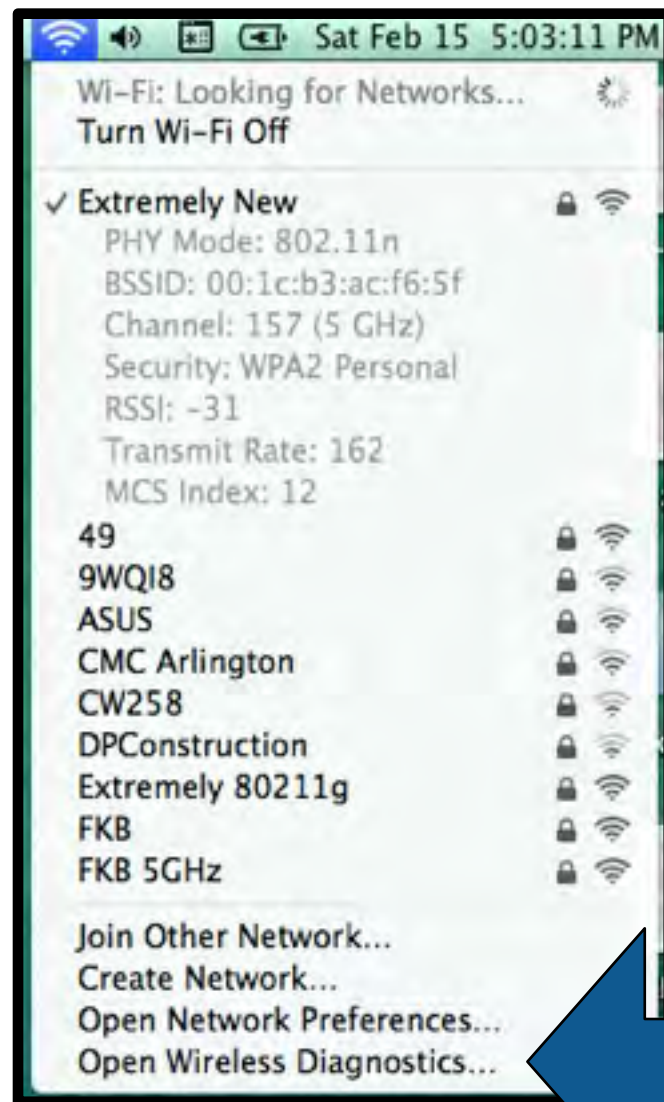 Sat Feb 15 5:03:11 PM
Wi-Fi: Looking for Networks...
Turn Wi-Fi Off
✓ Extremely New
PHY Mode: 802.11n
BSSID: 00:1c:b3:ac:f6:5f
Channel: 157 (5 GHz)
Security: WPA2 Personal
RSSI: -31
Transmit Rate: 162
MCS Index: 12
49
9WQI8
ASUS
CMC Arlington
CW258
DPConstruction
Extremely 80211g
FKB
FKB 5GHz
Join Other Network...
Create Network...
Open Network Preferences...
Open Wireless Diagnostics...